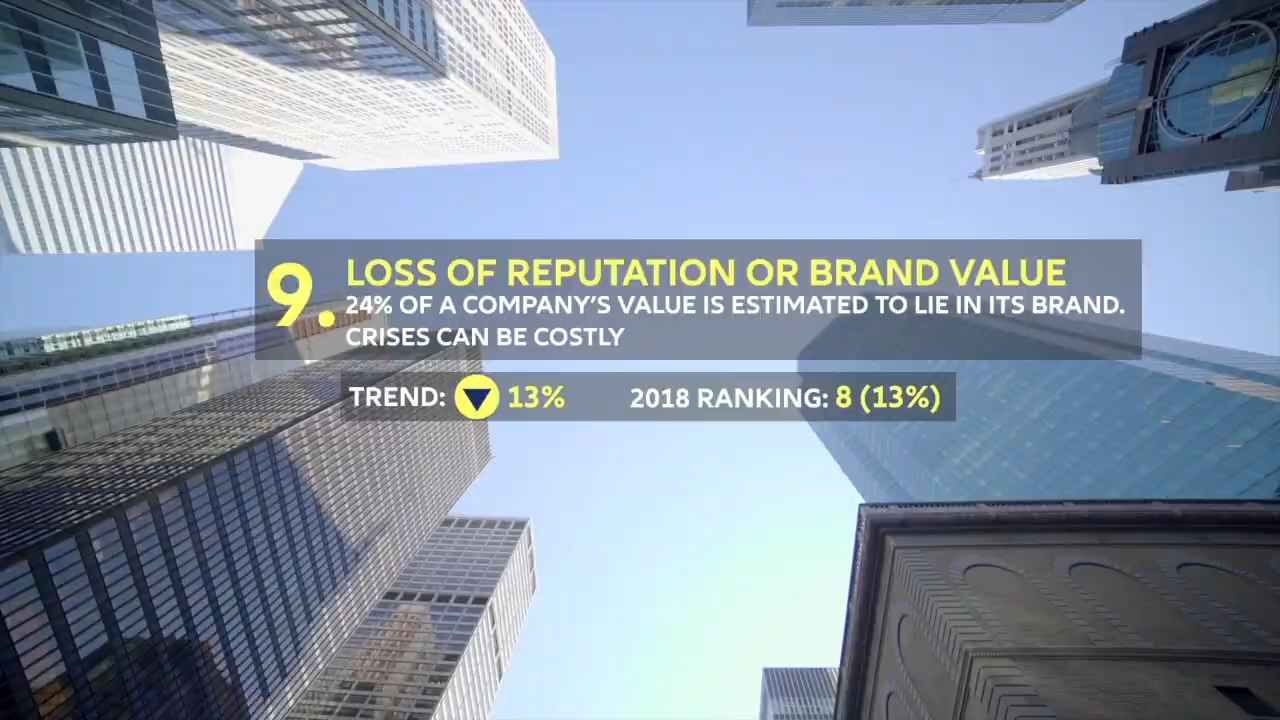 9. LOSS OF REPUTATION OR BRAND VALUE
24% OF A COMPANY'S VALUE IS ESTIMATED TO LIE IN ITS BRAND.
CRISES CAN BE COSTLY
TREND: 13% 2018 RANKING: 8 (13%)